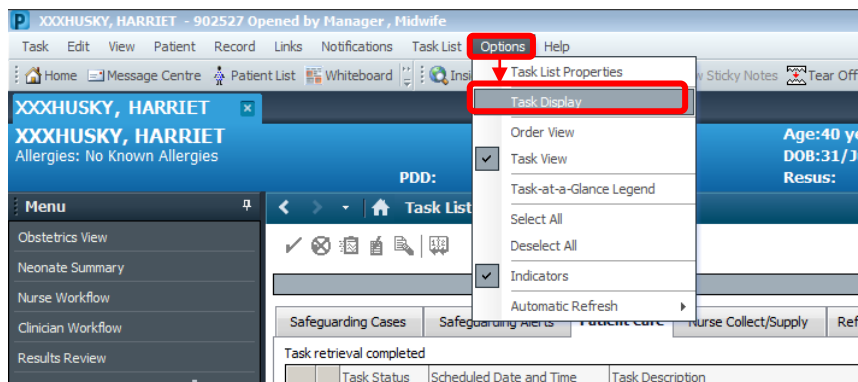 XXXHUSKY, HARRIET - 902527 Opened by Manager , Midwife
Task Edit View Patient Record Links Notifications Task List Options Help
Home Message Centre Patient List Whiteboard Sticky Notes Tear Off
Task List Properties
Task Display
Order View
Task View
Task-at-a-Glance Legend
Select All
Deselect All
Indicators
Automatic Refresh
XXXHUSKY, HARRIET
XXXHUSKY, HARRIET
Allergies: No Known Allergies
PDD:
Age:40
DOB:31/
Resus:
Menu
Task List
Obstetrics View
Neonate Summary
Nurse Workflow
Clinician Workflow
Results Review
Safeguarding Cases Safeguarding Alerts Patient Care Nurse Collect/Supply Ref
Task retrieval completed
Task Status Scheduled Date and Time Task Description